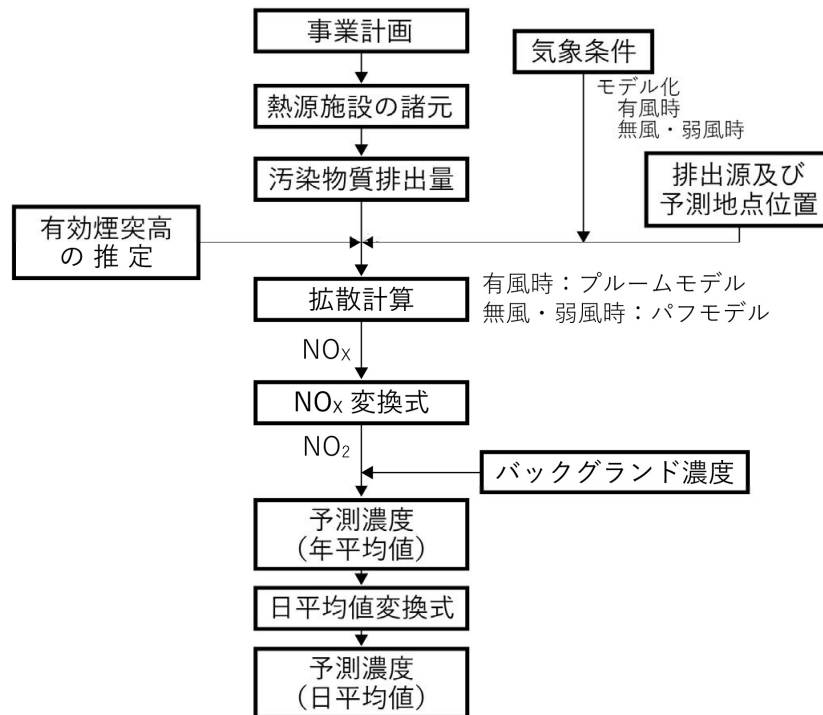 事業計画
気象条件
モデル化
有風時
無風・弱風時
熱源施設の諸元
汚染物質排出量
排出源及び
予測地点位置
有効煙突高
の 推 定
拡散計算
有風時：プルームモデル
無風・弱風時：パフモデル
NOX
NOX 変換式
NO2
バックグランド濃度
予測濃度
（年平均値）
日平均値変換式
予測濃度
（日平均値）